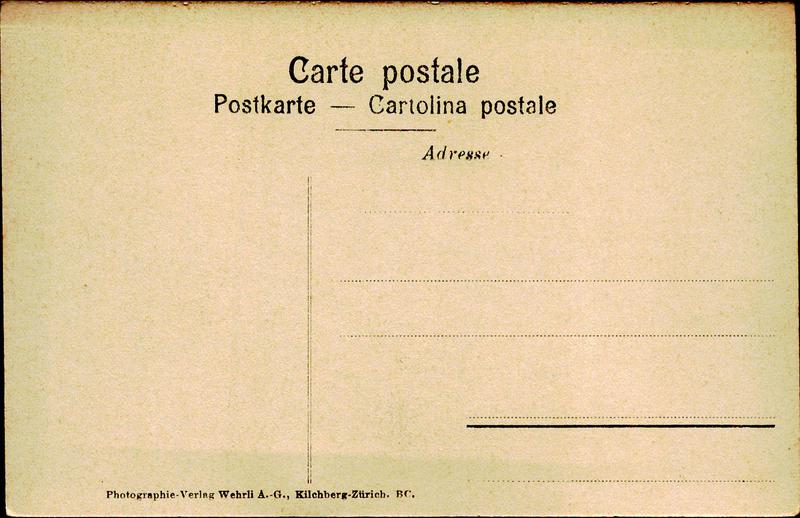 Carte postale
Postkarte — Cartolina postale
Adresse
Photographie-Verlag Wehrli A.-G., Kilchberg-Zürich. BC.